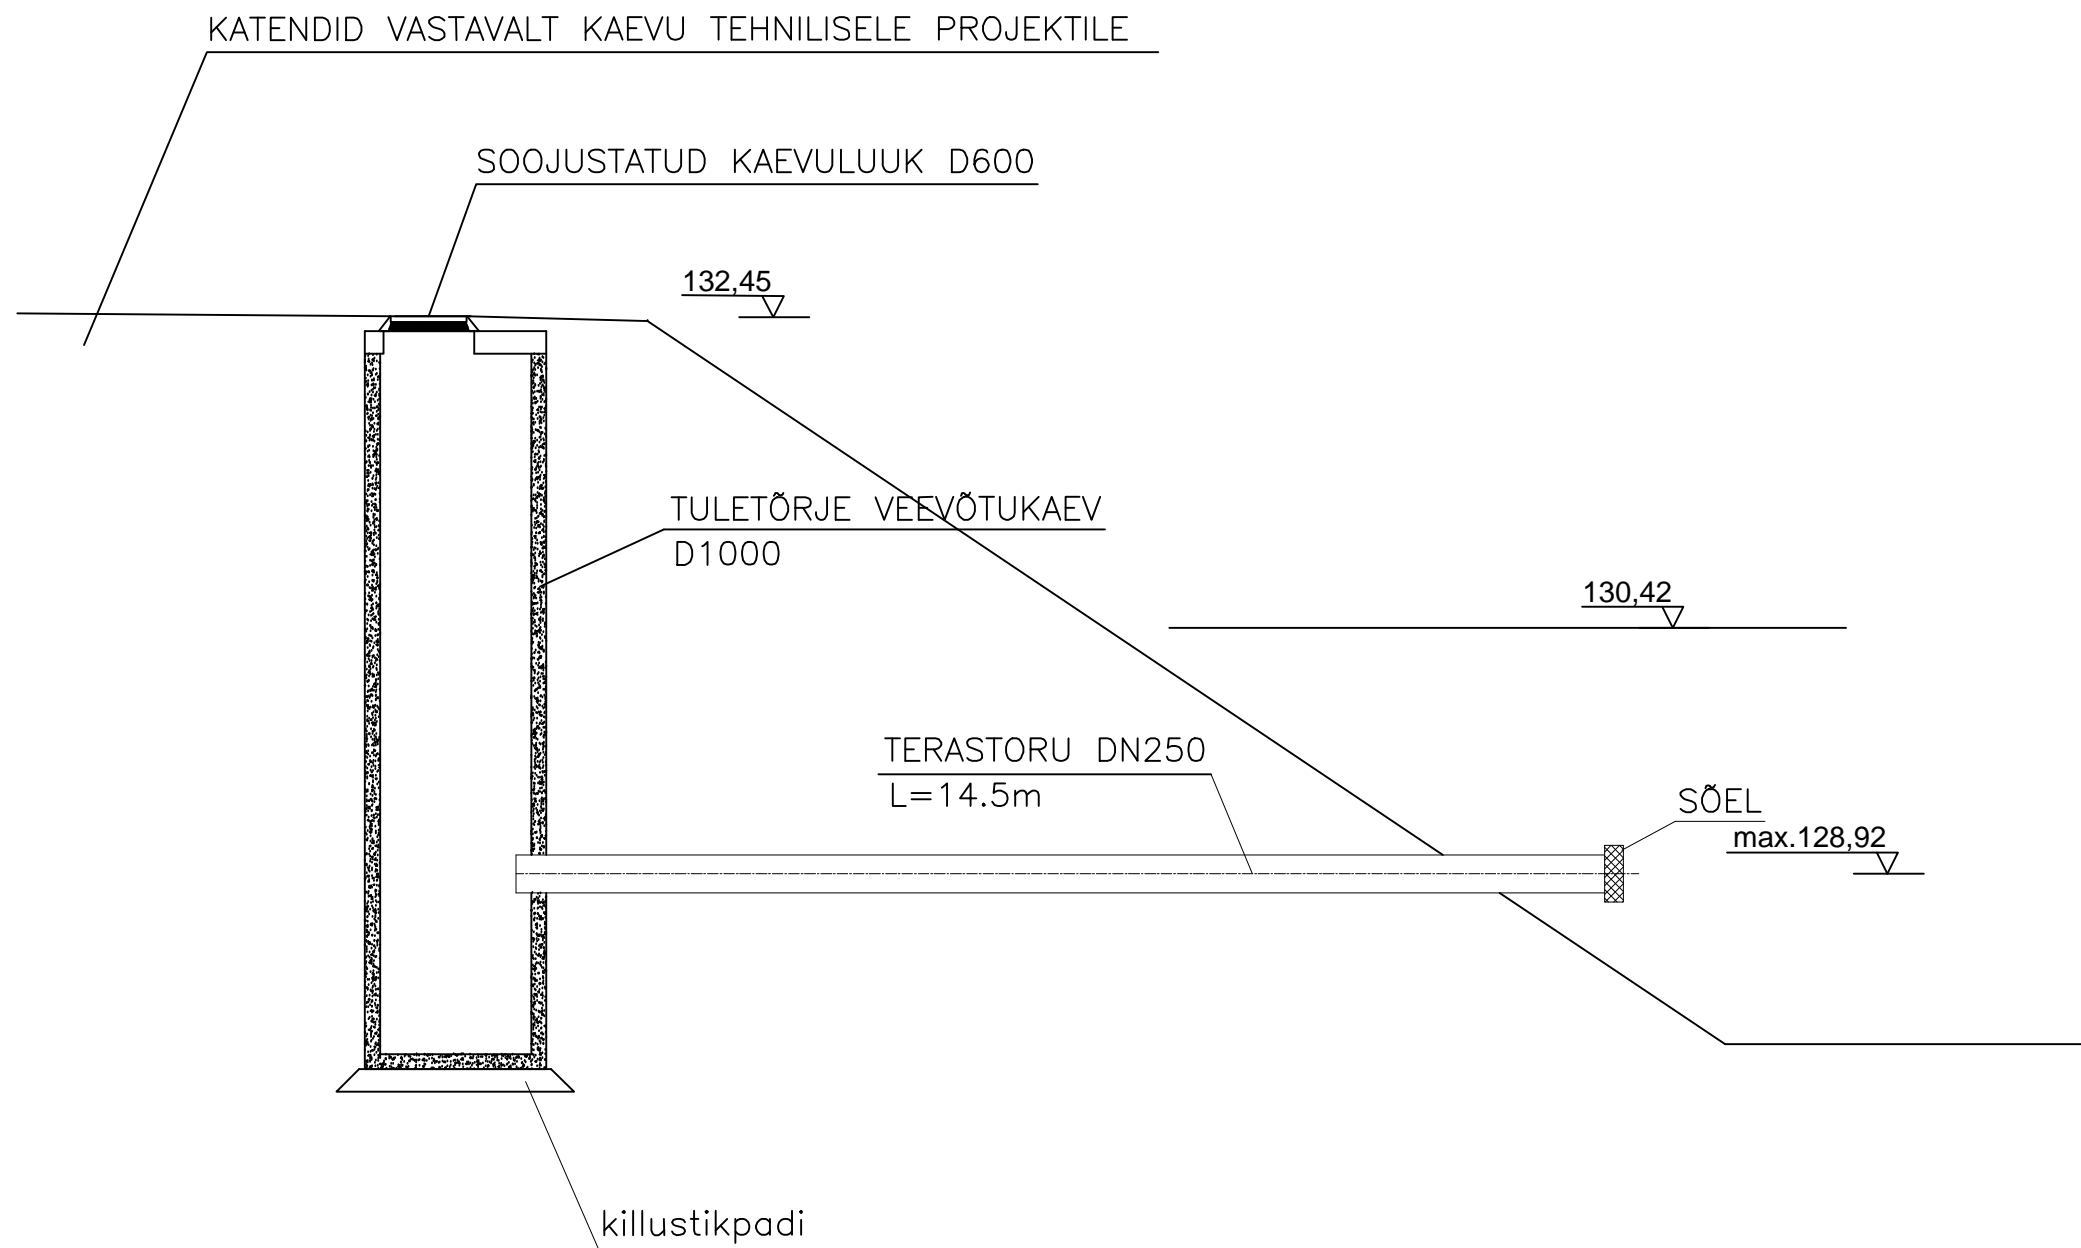 KATENDID VASTAVALT KAEVU TEHNILISELE PROJEKTILE
SOOJUSTATUD KAEVULUUK D600
132,45
TULETÕRJE VEEVÕTUKAEV
D1000
130,42
TERASTORU DN250
L=14.5m
SÕEL
max.128,92
killustikpadi